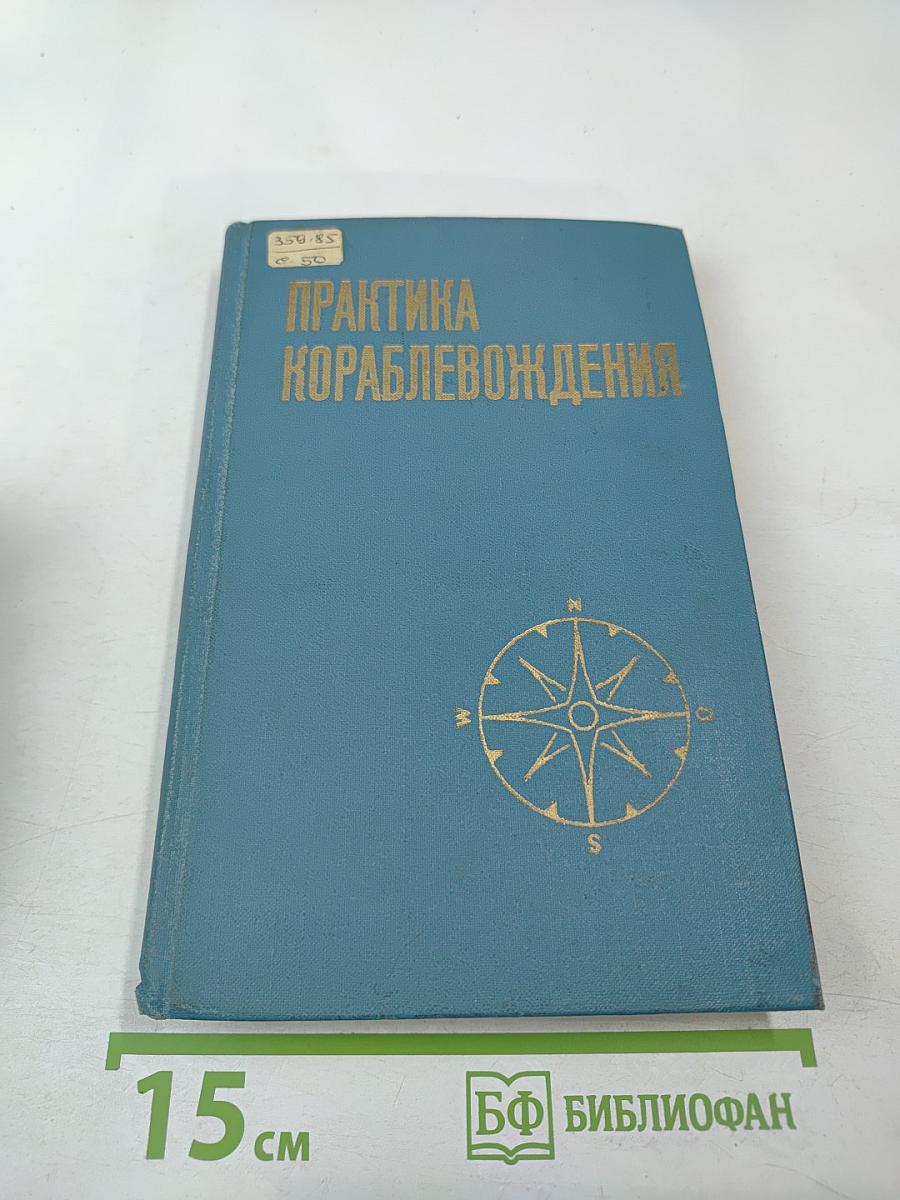 359.85
с 50
ПРАКТИКА
КОРАБЛЕВОЖДЕНИЯ
N
W
O
S
15 см
БФ БИБЛИОФАН